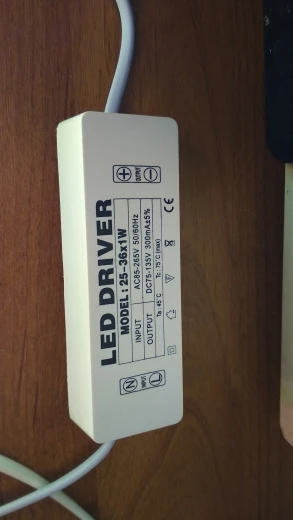 LED DRIVER
MODEL : 25-36x1W
INPUT AC85-265V 50/60Hz
OUTPUT DC75-135V 300mA±5%
Ta : 45°C Tc : 75°C (max)
CE
N INPUT L
+ OUTPUT -